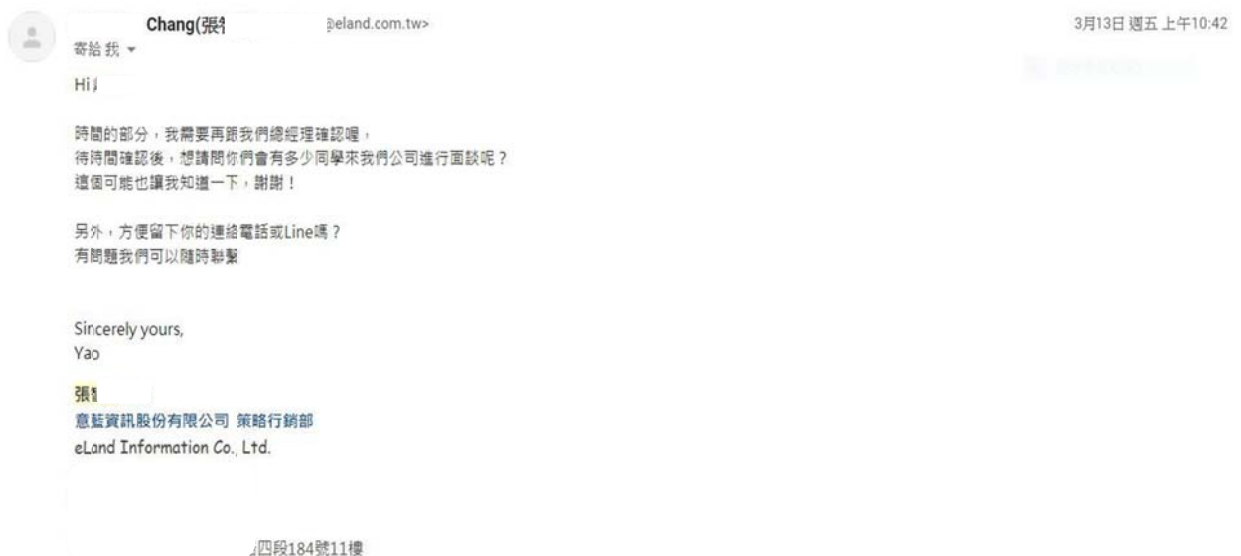 Chang(張
@eland.com.tw>
3月13日 週五 上午10:42
寄給 我
Hi
時間的部分，我需要再跟我們總經理確認喔，
待時間確認後，想請問你們會有多少同學來我們公司進行面談呢？
這個可能也讓我知道一下，謝謝！
另外，方便留下你的連絡電話或Line嗎？
有問題我們可以隨時聯繫
Sincerely yours,
Yao
張
意藍資訊股份有限公司 策略行銷部
eLand Information Co., Ltd.
四段184號11樓